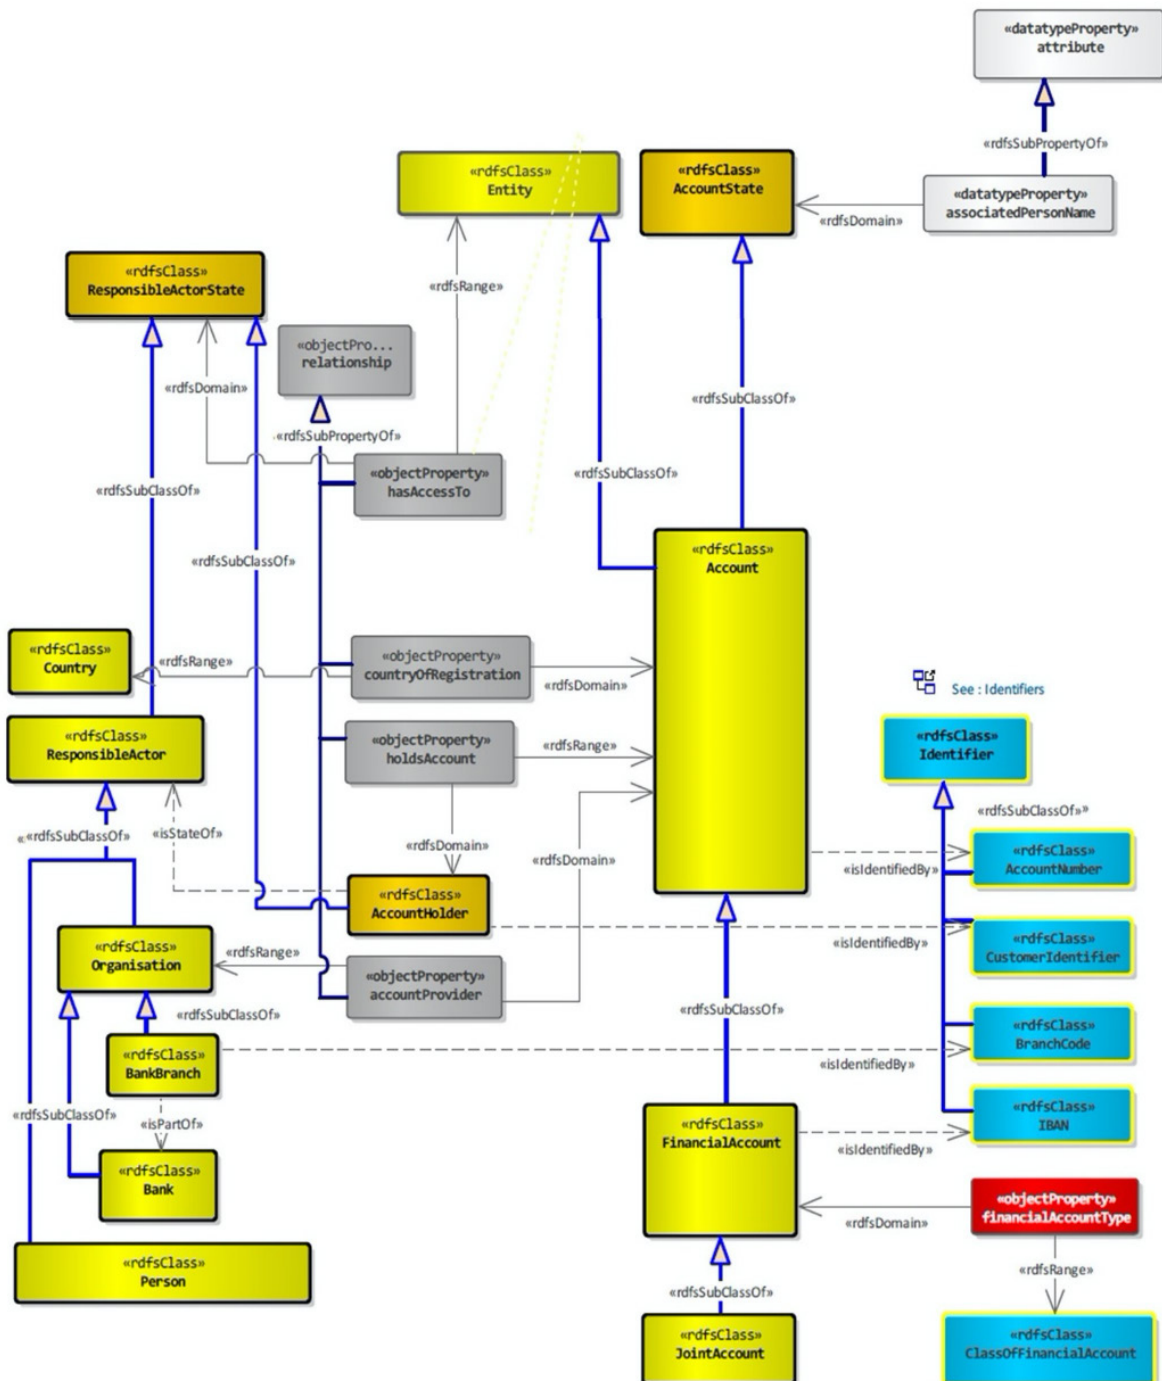 «datatypeProperty»
attribute
«rdfsSubPropertyOf»
«rdfsClass»
Entity
«rdfsClass»
AccountState
«datatypeProperty»
associatedPersonName
«rdfsDomain»
«rdfsClass»
ResponsibleActorState
«rdfsRange»
«objectPro...
relationship
«rdfsDomain»
«rdfsSubClassOf»
«rdfsSubPropertyOf»
«objectProperty»
hasAccessTo
«rdfsSubClassOf»
«rdfsSubClassOf»
«rdfsSubClassOf»
«rdfsClass»
Account
«rdfsClass»
Country
«rdfsRange»
«objectProperty»
countryOfRegistration
«rdfsDomain»
See : Identifiers
«rdfsClass»
ResponsibleActor
«objectProperty»
holdsAccount
«rdfsRange»
«rdfsClass»
Identifier
«rdfsSubClassOf»
«isStateOf»
«rdfsDomain»
«rdfsDomain»
«rdfsSubClassOf»
«rdfsClass»
AccountNumber
«isIdentifiedBy»
«rdfsClass»
AccountHolder
«rdfsClass»
Organisation
«rdfsRange»
«isIdentifiedBy»
«rdfsClass»
CustomerIdentifier
«objectProperty»
accountProvider
«rdfsSubClassOf»
«rdfsSubClassOf»
«rdfsClass»
BankBranch
«rdfsClass»
BranchCode
«isIdentifiedBy»
«rdfsSubClassOf»
«isPartOf»
«rdfsClass»
FinancialAccount
«rdfsClass»
IBAN
«isIdentifiedBy»
«rdfsClass»
Bank
«objectProperty»
financialAccountType
«rdfsDomain»
«rdfsClass»
Person
«rdfsRange»
«rdfsSubClassOf»
«rdfsClass»
JointAccount
«rdfsClass»
ClassOfFinancialAccount